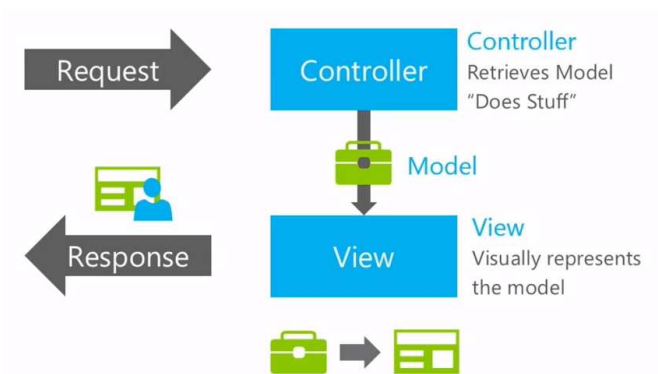 Request
Controller
Controller
Retrieves Model
“Does Stuff”
Model
Response
View
View
Visually represents
the model